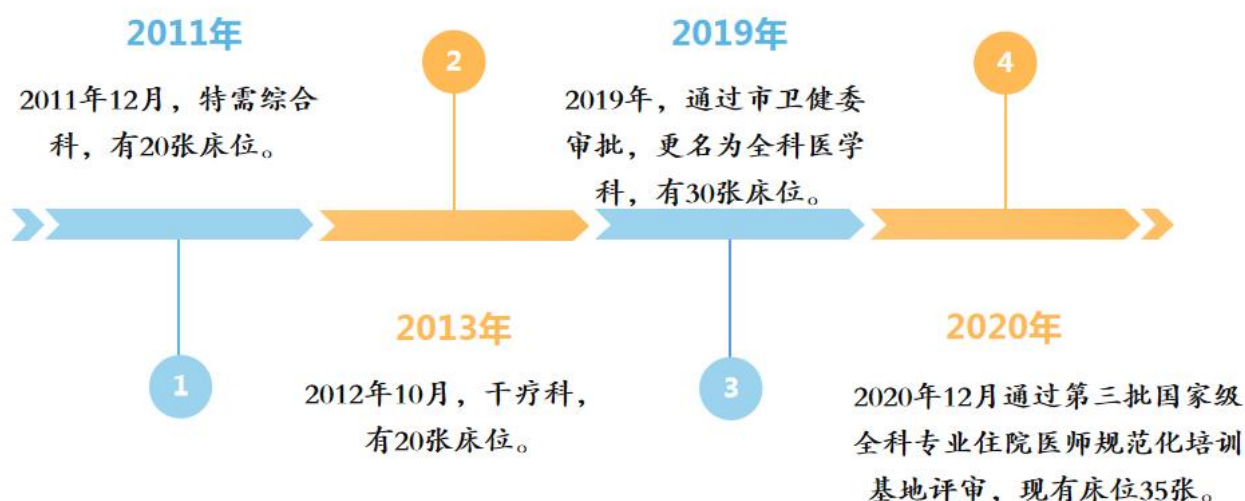 2011年
2011年12月，特需综合
科，有20张床位。
1
2
2013年
2012年10月，干疗科，
有20张床位。
2019年
2019年，通过市卫健委
审批，更名为全科医学
科，有30张床位。
3
4
2020年
2020年12月通过第三批国家级
全科专业住院医师规范化培训
基地评审，现有床位35张。